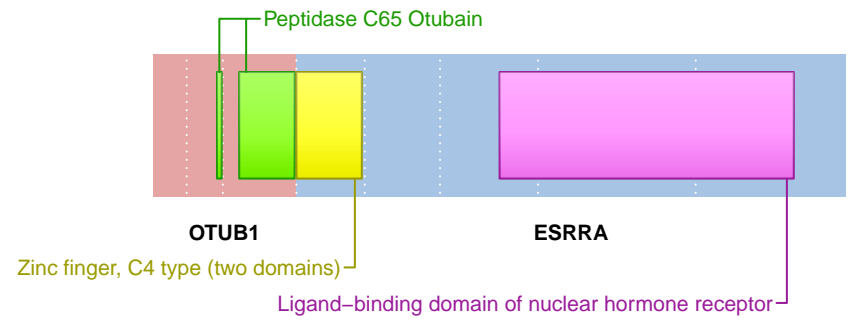 Peptidase C65 Otubain
OTUB1
ESRRA
Zinc finger, C4 type (two domains)
Ligand−binding domain of nuclear hormone receptor